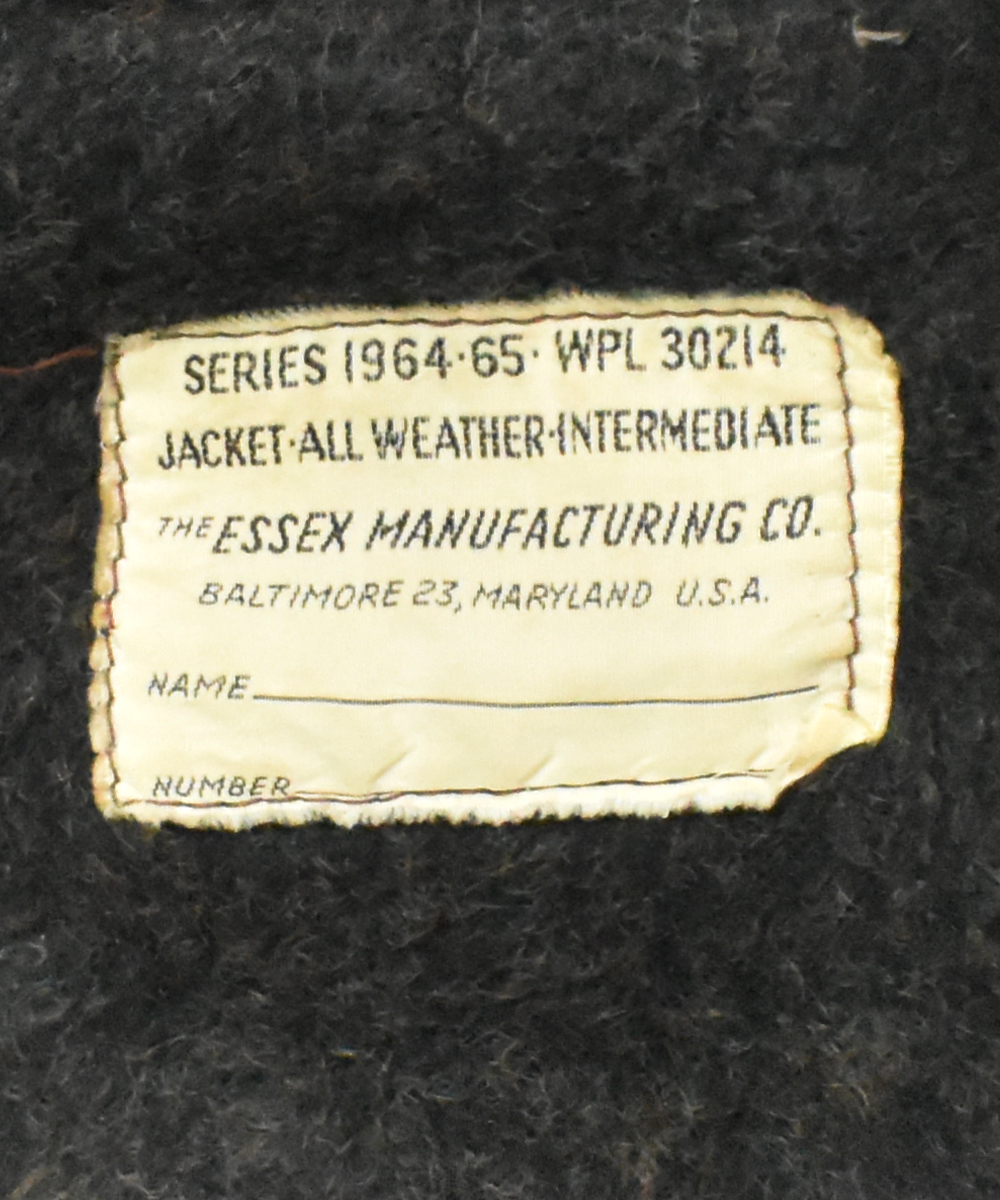 SERIES 1964·65· WPL 30214
JACKET·ALL WEATHER·INTERMEDIATE
THE ESSEX MANUFACTURING CO.
BALTIMORE 23, MARYLAND U.S.A.
NAME
NUMBER